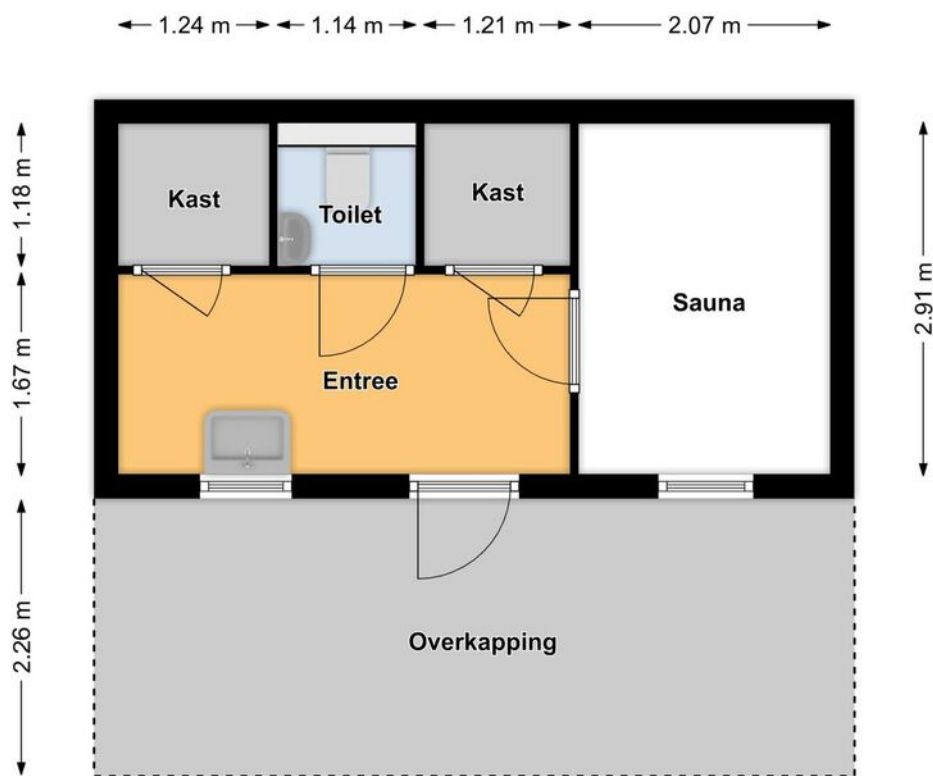 1.24 m
1.14 m
1.21 m
2.07 m
1.18 m
Kast
Toilet
Kast
Sauna
2.91 m
1.67 m
Entree
2.26 m
Overkapping